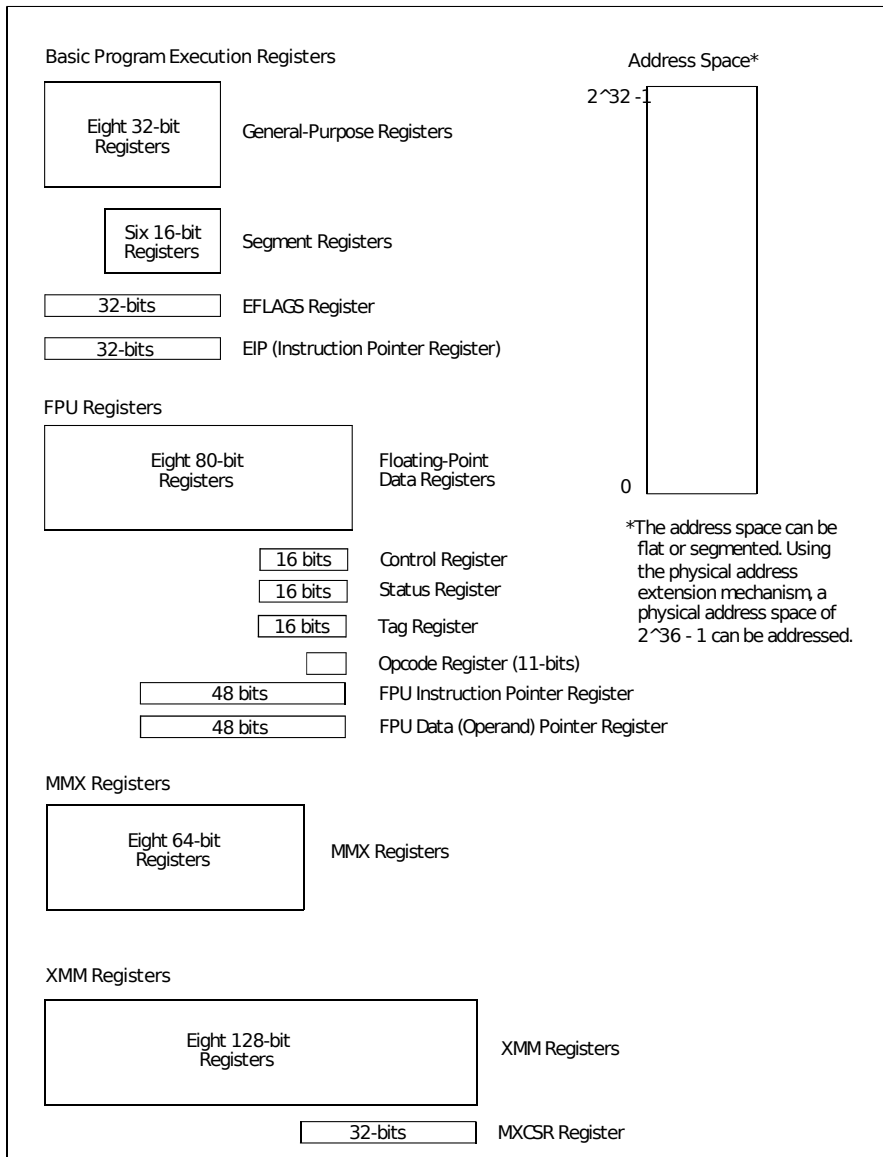 Basic Program Execution Registers
Address Space*
2^32 -1
Eight 32-bit
Registers
General-Purpose Registers
Six 16-bit
Registers
Segment Registers
32-bits
EFLAGS Register
32-bits
EIP (Instruction Pointer Register)
FPU Registers
Eight 80-bit
Registers
Floating-Point
Data Registers
0
*The address space can be
flat or segmented. Using
the physical address
extension mechanism, a
physical address space of
2^36 - 1 can be addressed.
16 bits
Control Register
16 bits
Status Register
16 bits
Tag Register
Opcode Register (11-bits)
48 bits
FPU Instruction Pointer Register
48 bits
FPU Data (Operand) Pointer Register
MMX Registers
Eight 64-bit
Registers
MMX Registers
XMM Registers
Eight 128-bit
Registers
XMM Registers
32-bits
MXCSR Register